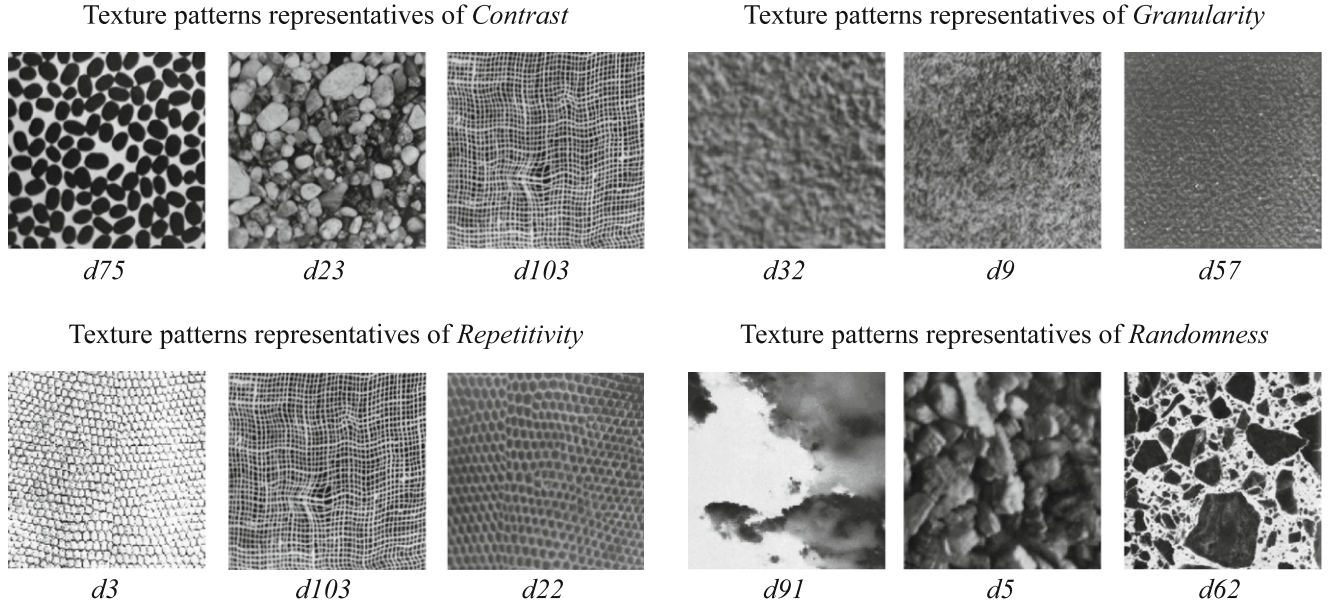 Texture patterns representatives of Contrast
Texture patterns representatives of Granularity
d75
d23
d103
d32
d9
d57
Texture patterns representatives of Repetitivity
Texture patterns representatives of Randomness
d3
d103
d22
d91
d5
d62